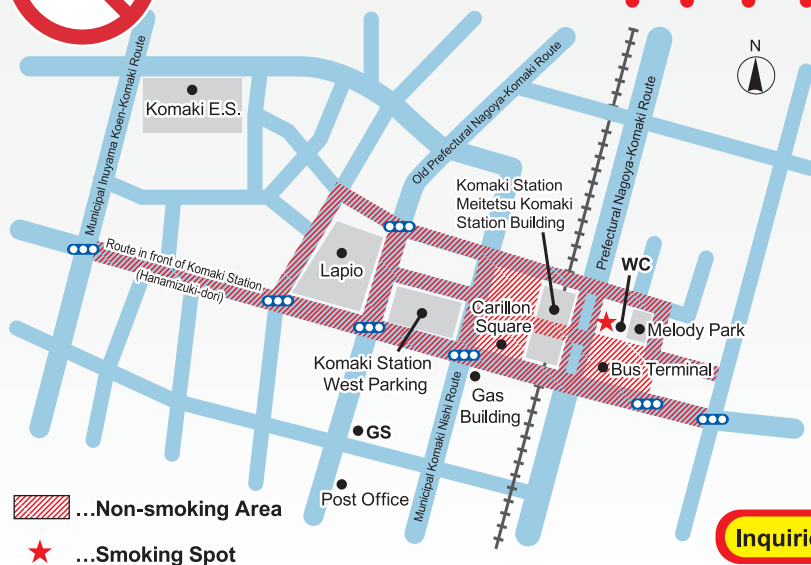 N
Komaki E.S.
Municipal Inuyama Koen-Komaki Route
Old Prefectural Nagoya-Komaki Route
Prefectural Nagoya-Komaki Route
Komaki Station
Meitetsu Komaki
Station Building
WC
Route in front of Komaki Station
(Hanamizuki-dori)
Lapio
Carillon
Square
Melody Park
Komaki Station
West Parking
Bus Terminal
Gas
Building
Municipal Komaki Nishi Route
GS
Post Office
...Non-smoking Area
...Smoking Spot